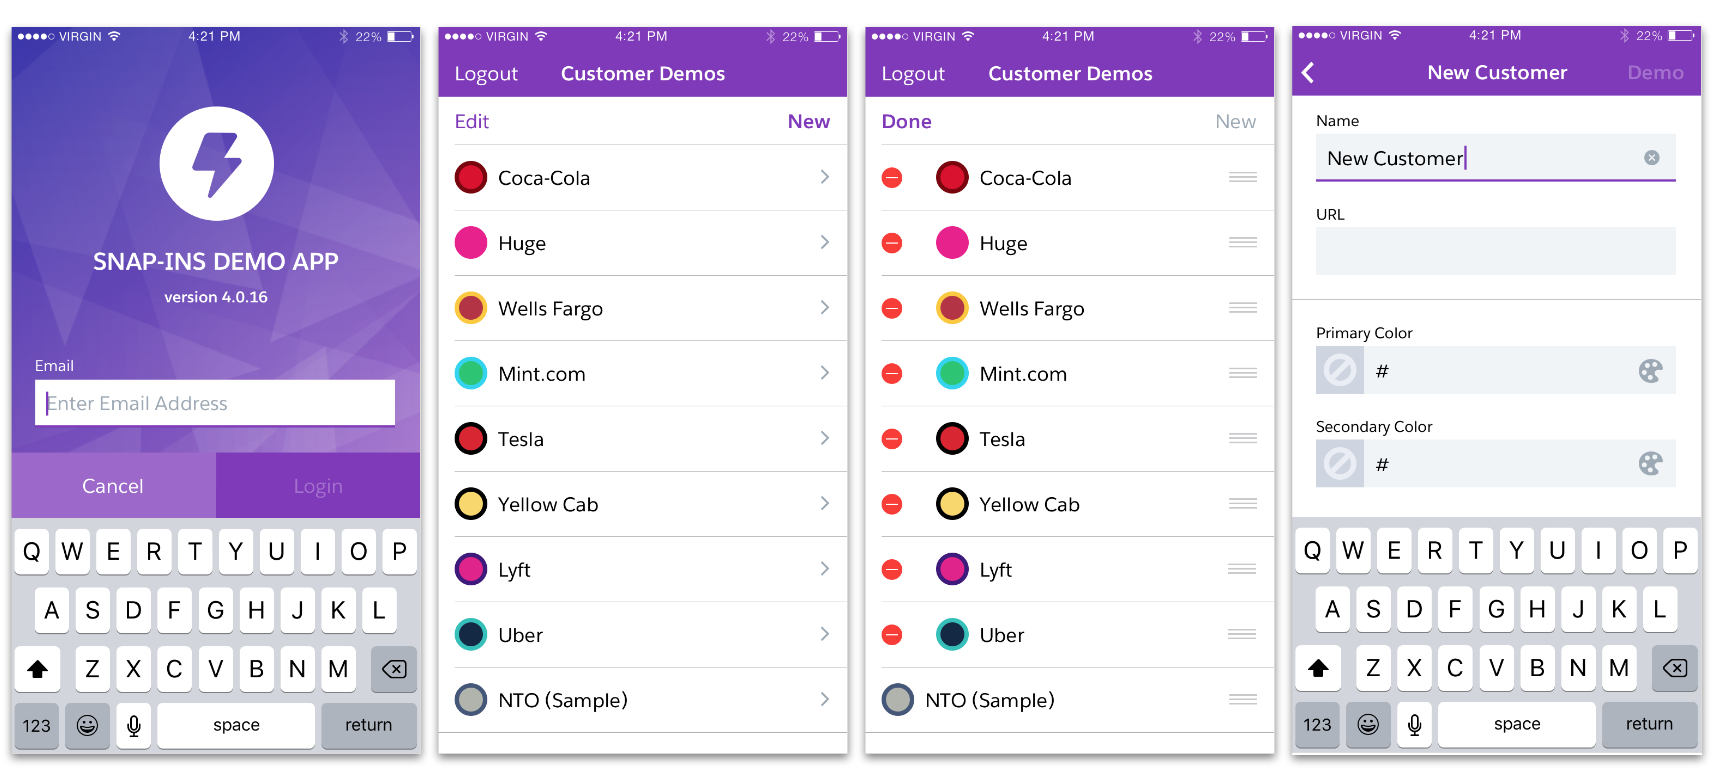 VIRGIN 4:21 PM 22%
SNAP-INS DEMO APP
version 4.0.16
Email
Enter Email Address
Cancel Login
Q W E R T Y U I O P
A S D F G H J K L
Z X C V B N M
123 space return
VIRGIN 4:21 PM 22%
Logout Customer Demos
Edit New
Coca-Cola
Huge
Wells Fargo
Mint.com
Tesla
Yellow Cab
Lyft
Uber
NTO (Sample)
VIRGIN 4:21 PM 22%
Logout Customer Demos
Done New
Coca-Cola
Huge
Wells Fargo
Mint.com
Tesla
Yellow Cab
Lyft
Uber
NTO (Sample)
VIRGIN 4:21 PM 22%
New Customer Demo
Name
New Customer
URL
Primary Color
#
Secondary Color
#
Q W E R T Y U I O P
A S D F G H J K L
Z X C V B N M
123 space return